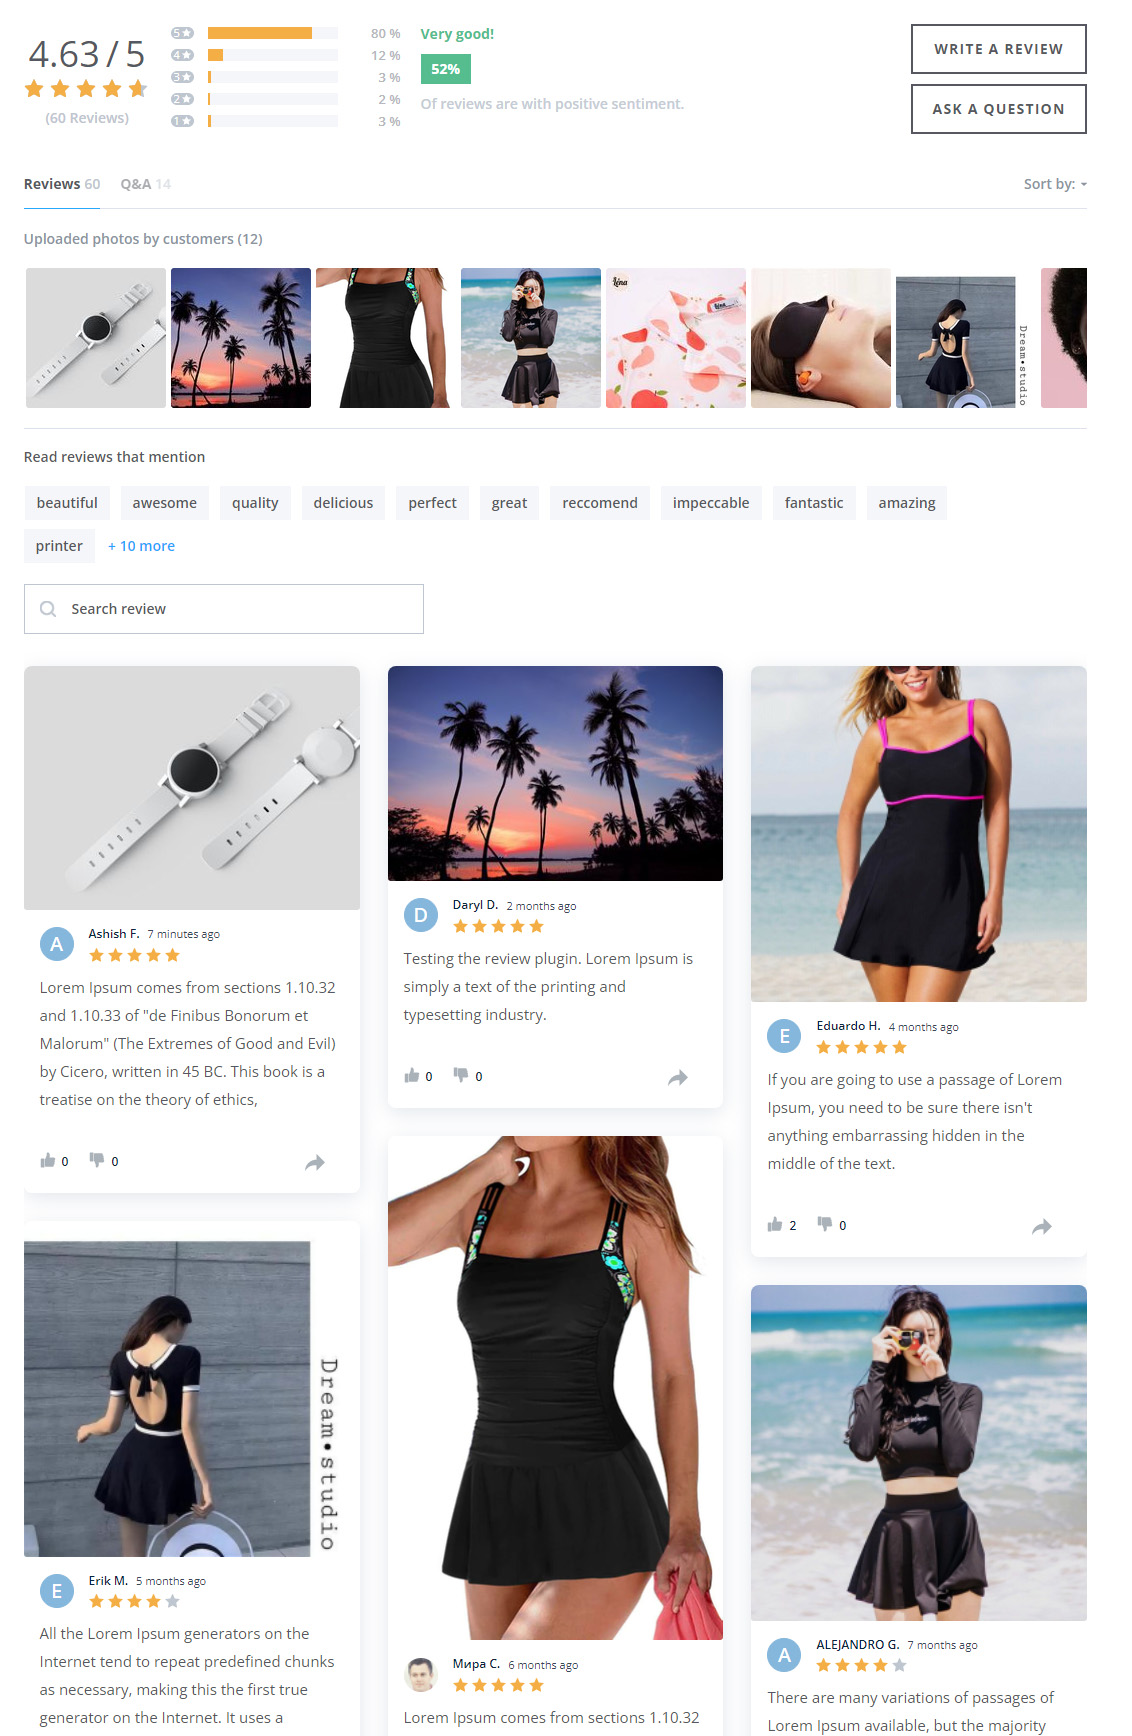 4.63 / 5
(60 Reviews)
5 80 %
4 12 %
3 3 %
2 2 %
1 3 %
Very good!
52%
Of reviews are with positive sentiment.
WRITE A REVIEW
ASK A QUESTION
Reviews 60 Q&A 14
Sort by:
Uploaded photos by customers (12)
Léna
Léna
Dream•studio
Read reviews that mention
beautiful awesome quality delicious perfect great reccomend impeccable fantastic amazing
printer + 10 more
Search review
A
Ashish F. 7 minutes ago
Lorem Ipsum comes from sections 1.10.32
and 1.10.33 of "de Finibus Bonorum et
Malorum" (The Extremes of Good and Evil)
by Cicero, written in 45 BC. This book is a
treatise on the theory of ethics,
0 0
D
Daryl D. 2 months ago
Testing the review plugin. Lorem Ipsum is
simply a text of the printing and
typesetting industry.
0 0
E
Eduardo H. 4 months ago
If you are going to use a passage of Lorem
Ipsum, you need to be sure there isn't
anything embarrassing hidden in the
middle of the text.
2 0
Dream•studio
E
Erik M. 5 months ago
All the Lorem Ipsum generators on the
Internet tend to repeat predefined chunks
as necessary, making this the first true
generator on the Internet. It uses a
Мира С. 6 months ago
Lorem Ipsum comes from sections 1.10.32
A
ALEJANDRO G. 7 months ago
There are many variations of passages of
Lorem Ipsum available, but the majority